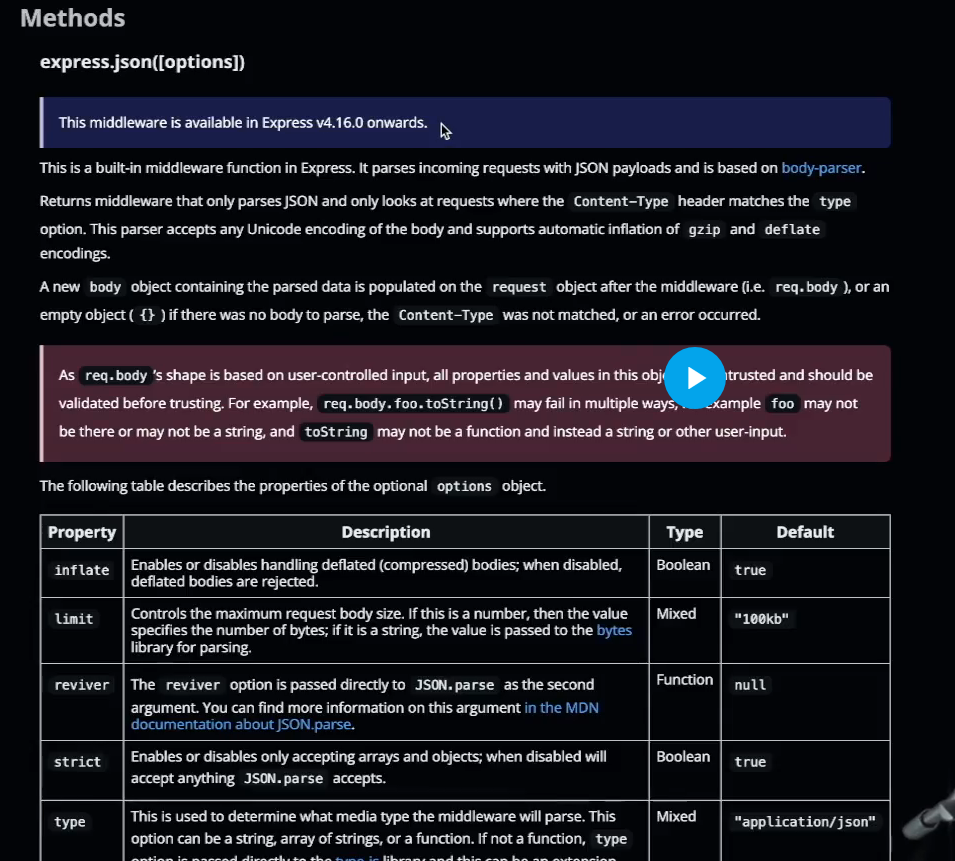 Methods
express.json([options])
This middleware is available in Express v4.16.0 onwards.
This is a built-in middleware function in Express. It parses incoming requests with JSON payloads and is based on body-parser.
Returns middleware that only parses JSON and only looks at requests where the Content-Type header matches the type
option. This parser accepts any Unicode encoding of the body and supports automatic inflation of gzip and deflate
encodings.
A new body object containing the parsed data is populated on the request object after the middleware (i.e. req.body ), or an
empty object ( {} ) if there was no body to parse, the Content-Type was not matched, or an error occurred.
As req.body 's shape is based on user-controlled input, all properties and values in this obj trusted and should be
validated before trusting. For example, req.body.foo.toString() may fail in multiple ways, example foo may not
be there or may not be a string, and toString may not be a function and instead a string or other user-input.
The following table describes the properties of the optional options object.
Property Description Type Default
inflate Enables or disables handling deflated (compressed) bodies; when disabled, Boolean true
deflated bodies are rejected.
limit Controls the maximum request body size. If this is a number, then the value Mixed "100kb"
specifies the number of bytes; if it is a string, the value is passed to the bytes
library for parsing.
reviver The reviver option is passed directly to JSON.parse as the second Function null
argument. You can find more information on this argument in the MDN
documentation about JSON.parse.
strict Enables or disables only accepting arrays and objects; when disabled will Boolean true
accept anything JSON.parse accepts.
type This is used to determine what media type the middleware will parse. This Mixed "application/json"
option can be a string, array of strings, or a function. If not a function, type
option is passed directly to the type-is library and this can be an extension